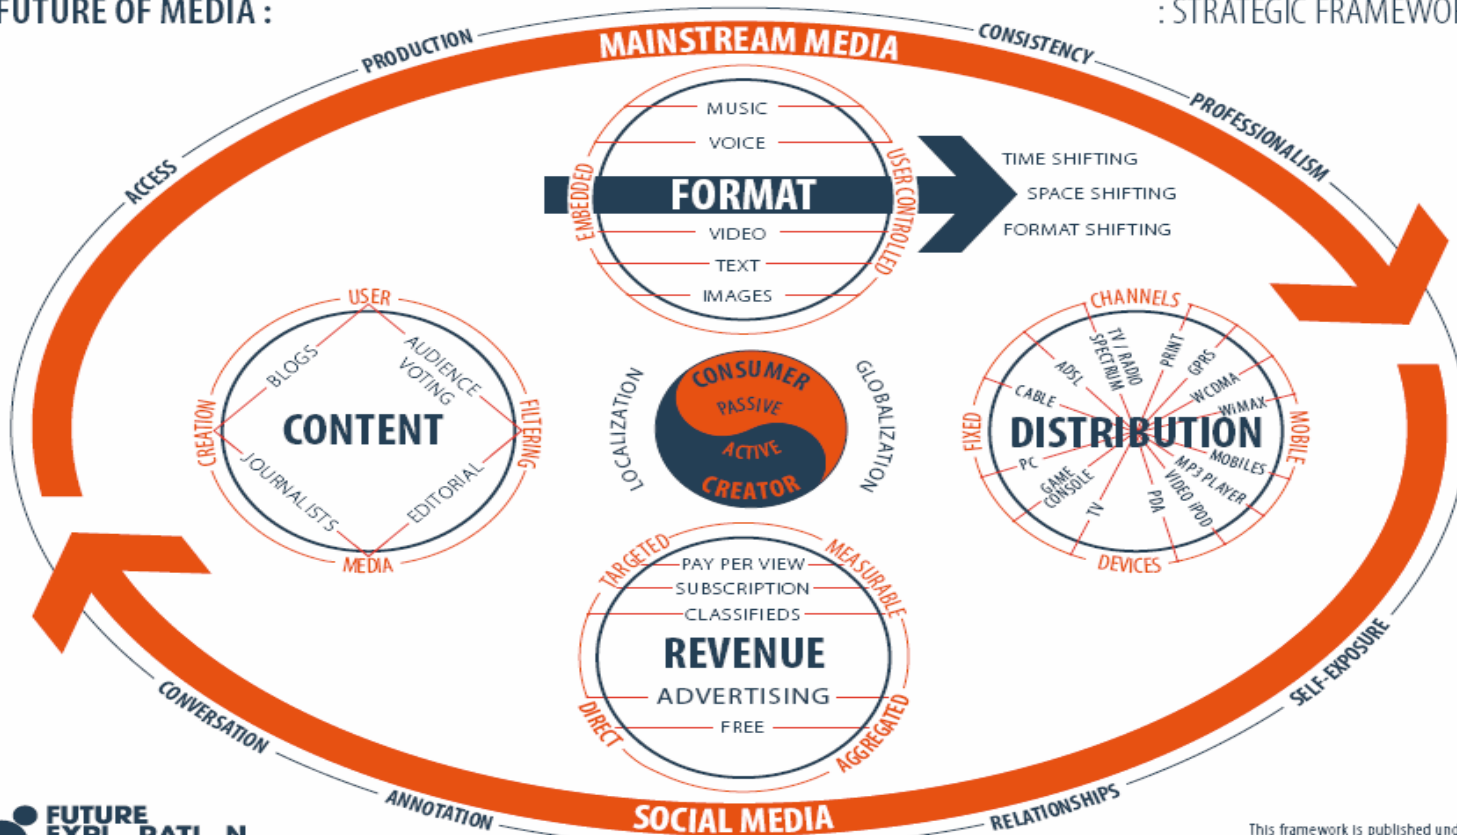 FUTURE OF MEDIA :
: STRATEGIC FRAMEWOR
PRODUCTION
MAINSTREAM MEDIA
CONSISTENCY
ACCESS
PROFESSIONALISM
MUSIC
VOICE
EMBEDDED
FORMAT
USER CONTROLLED
VIDEO
TEXT
IMAGES
TIME SHIFTING
SPACE SHIFTING
FORMAT SHIFTING
USER
BLOGS
AUDIENCE
VOTING
CREATION
CONTENT
FILTERING
JOURNALISTS
EDITORIAL
MEDIA
LOCALIZATION
CONSUMER
PASSIVE
ACTIVE
CREATOR
GLOBALIZATION
CHANNELS
CABLE
ADSL
TV / RADIO
SPECTRUM
PRINT
GPRS
WCDMA
WiMAX
FIXED
DISTRIBUTION
MOBILE
PC
GAME
CONSOLE
TV
PDA
VIDEO IPOD
MP3 PLAYER
MOBILES
DEVICES
TARGETED
MEASURABLE
PAY PER VIEW
SUBSCRIPTION
CLASSIFIEDS
REVENUE
ADVERTISING
FREE
DIRECT
AGGREGATED
CONVERSATION
SELF-EXPOSURE
ANNOTATION
SOCIAL MEDIA
RELATIONSHIPS
FUTURE
This framework is published und